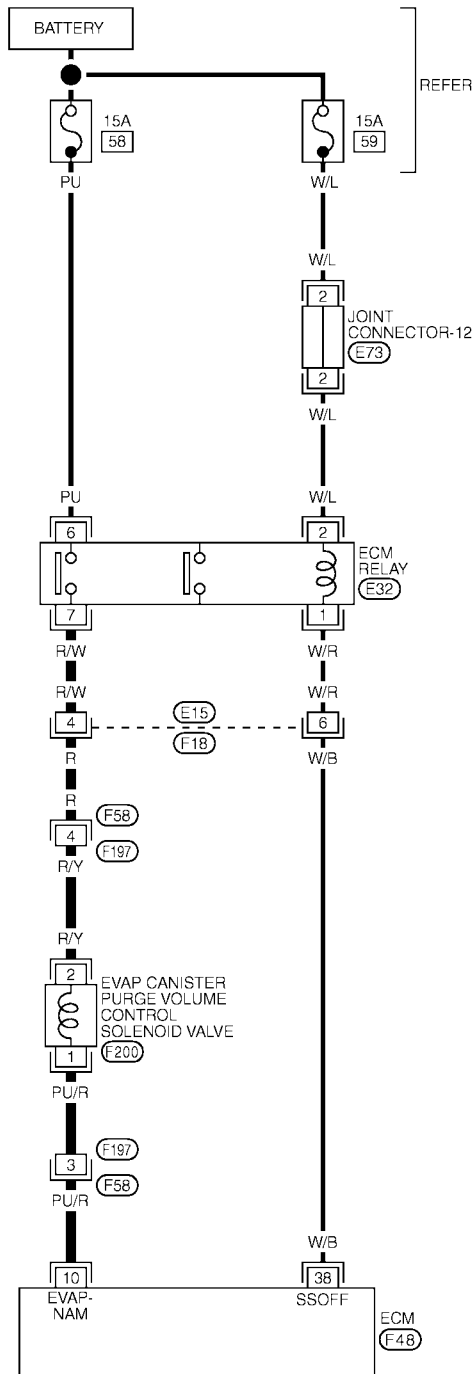 BATTERY
REFER
15A
58
15A
59
PU
W/L
W/L
2
JOINT
CONNECTOR-12
E73
2
W/L
PU
W/L
6
2
ECM
RELAY
E32
7
1
R/W
W/R
R/W
W/R
4
E15
F18
6
R
W/B
R
F58
4
F197
R/Y
R/Y
2
EVAP CANISTER
PURGE VOLUME
CONTROL
SOLENOID VALVE
F200
1
PU/R
F197
3
F58
PU/R
W/B
10
38
EVAP-
NAM
SSOFF
ECM
F48